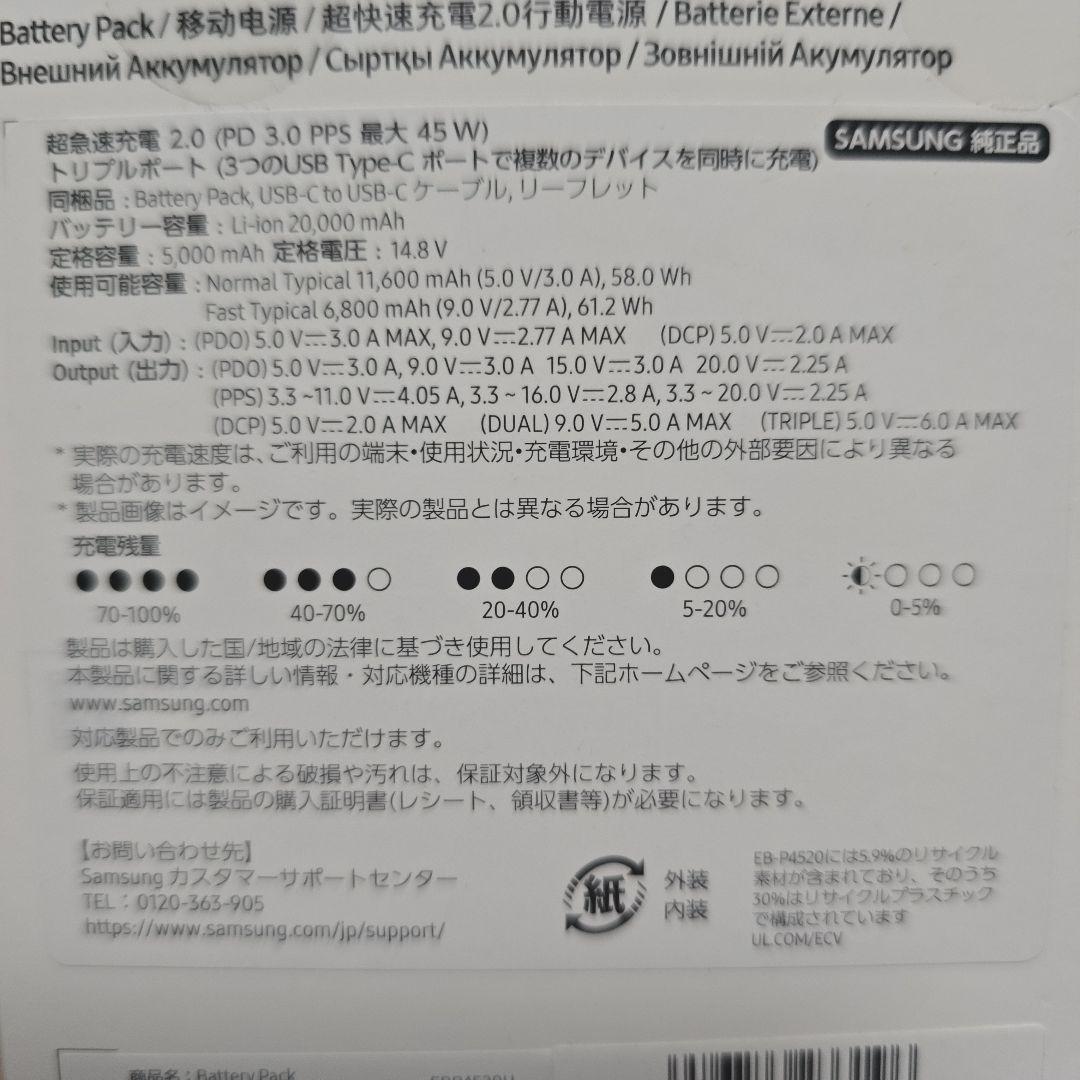 Battery Pack / 移动电源 / 超快速充電2.0行動電源 / Batterie Externe /
Внешний Аккумулятор / Сыртқы Аккумулятор / Зовнішній Акумулятор
超急速充電 2.0 (PD 3.0 PPS 最大 45 W)
SAMSUNG 純正品
トリプルポート (3つのUSB Type-C ポートで複数のデバイスを同時に充電)
同梱品 : Battery Pack, USB-C to USB-C ケーブル, リーフレット
バッテリー容量 : Li-ion 20,000 mAh
定格容量 : 5,000 mAh 定格電圧 : 14.8 V
使用可能容量 : Normal Typical 11,600 mAh (5.0 V/3.0 A), 58.0 Wh
Fast Typical 6,800 mAh (9.0 V/2.77 A), 61.2 Wh
Input (入力) : (PDO) 5.0 V⎓3.0 A MAX, 9.0 V⎓2.77 A MAX (DCP) 5.0 V⎓2.0 A MAX
Output (出力) : (PDO) 5.0 V⎓3.0 A, 9.0 V⎓3.0 A 15.0 V⎓3.0 A 20.0 V⎓2.25 A
(PPS) 3.3 ~11.0 V⎓4.05 A, 3.3 ~ 16.0 V⎓2.8 A, 3.3 ~ 20.0 V⎓2.25 A
(DCP) 5.0 V⎓2.0 A MAX (DUAL) 9.0 V⎓5.0 A MAX (TRIPLE) 5.0 V⎓6.0 A MAX
* 実際の充電速度は、ご利用の端末・使用状況・充電環境・その他の外部要因により異なる
場合があります。
* 製品画像はイメージです。実際の製品とは異なる場合があります。
充電残量
70-100% 40-70% 20-40% 5-20% 0-5%
製品は購入した国/地域の法律に基づき使用してください。
本製品に関する詳しい情報・対応機種の詳細は、下記ホームページをご参照ください。
www.samsung.com
対応製品でのみご利用いただけます。
使用上の不注意による破損や汚れは、保証対象外になります。
保証適用には製品の購入証明書(レシート、領収書等)が必要になります。
【お問い合わせ先】
Samsung カスタマーサポートセンター
TEL : 0120-363-905
https://www.samsung.com/jp/support/
紙
外装
内装
EB-P4520には5.9%のリサイクル
素材が含まれており、そのうち
30%はリサイクルプラスチック
で構成されています
UL.COM/ECV
商品名 : Battery Pack